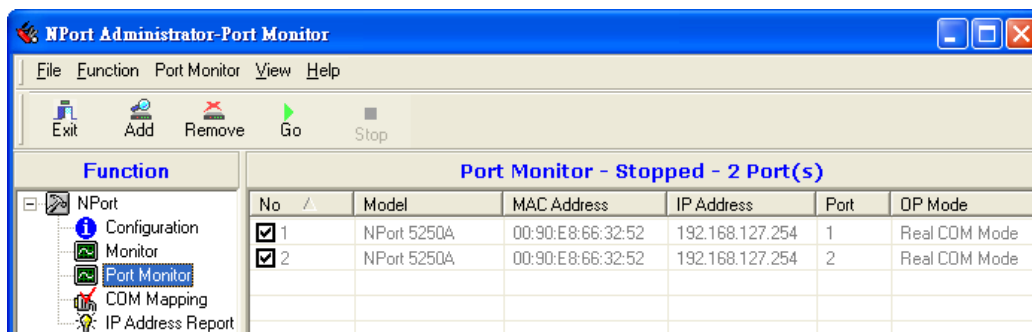 NPort Administrator-Port Monitor
File Function Port Monitor View Help
Exit Add Remove Go Stop
Function
NPort
Configuration
Monitor
Port Monitor
COM Mapping
IP Address Report
Port Monitor - Stopped - 2 Port(s)
No Model MAC Address IP Address Port OP Mode
1 NPort 5250A 00:90:E8:66:32:52 192.168.127.254 1 Real COM Mode
2 NPort 5250A 00:90:E8:66:32:52 192.168.127.254 2 Real COM Mode